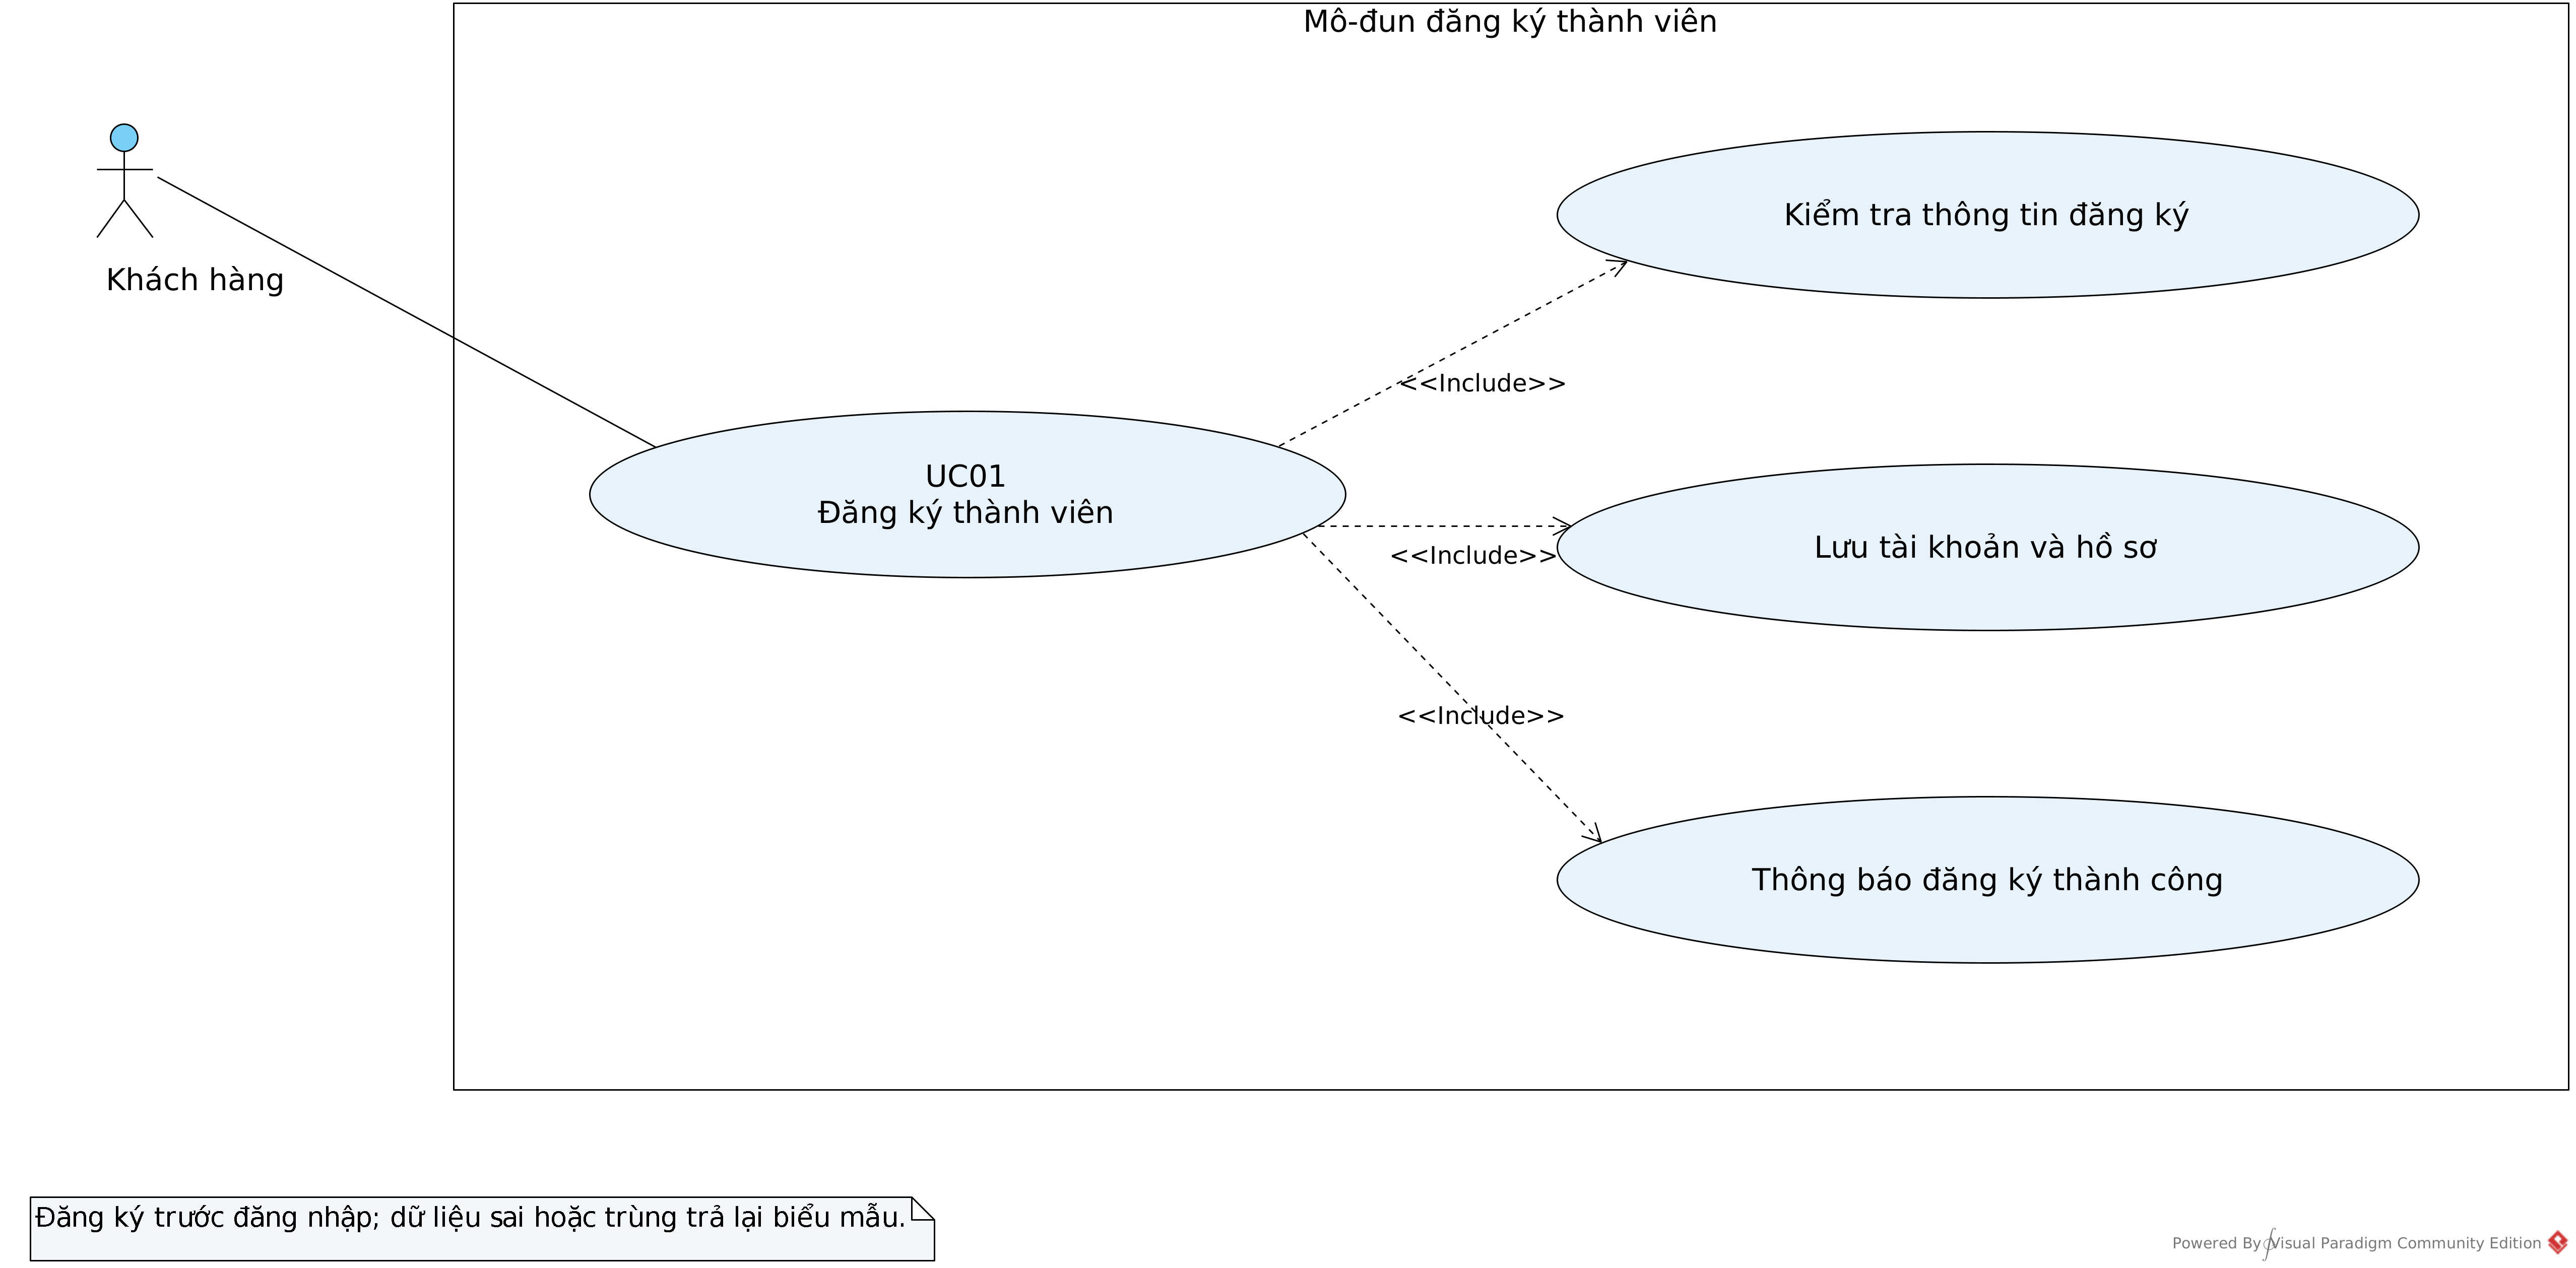 Mô-đun đăng ký thành viên
Khách hàng
Kiểm tra thông tin đăng ký
<<Include>>
UC01
Đăng ký thành viên
Lưu tài khoản và hồ sơ
<<Include>>
<<Include>>
Thông báo đăng ký thành công
Đăng ký trước đăng nhập; dữ liệu sai hoặc trùng trả lại biểu mẫu.
Powered By Visual Paradigm Community Edition